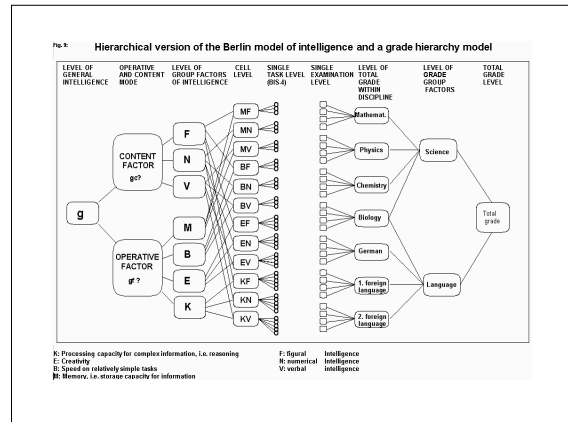 Fig. 9: Hierarchical version of the Berlin model of intelligence and a grade hierarchy model
LEVEL OF GENERAL INTELLIGENCE
OPERATIVE AND CONTENT MODE
LEVEL OF GROUP FACTORS OF INTELLIGENCE
CELL LEVEL
SINGLE TASK LEVEL (BIS-4)
SINGLE EXAMINATION LEVEL
LEVEL OF TOTAL GRADE WITHIN DISCIPLINE
LEVEL OF GRADE GROUP FACTORS
TOTAL GRADE LEVEL
g
CONTENT FACTOR
gc?
OPERATIVE FACTOR
gf ?
F
N
V
M
B
E
K
MF
MN
MV
BF
BN
BV
EF
EN
EV
KF
KN
KV
Mathemat.
Physics
Chemistry
Biology
German
1. foreign
language
2. foreign
language
Science
Language
Total
grade
K: Processing capacity for complex information, i.e. reasoning
E: Creativity
B: Speed on relatively simple tasks
M: Memory, i.e. storage capacity for information
F: figural Intelligence
N: numerical Intelligence
V: verbal intelligence